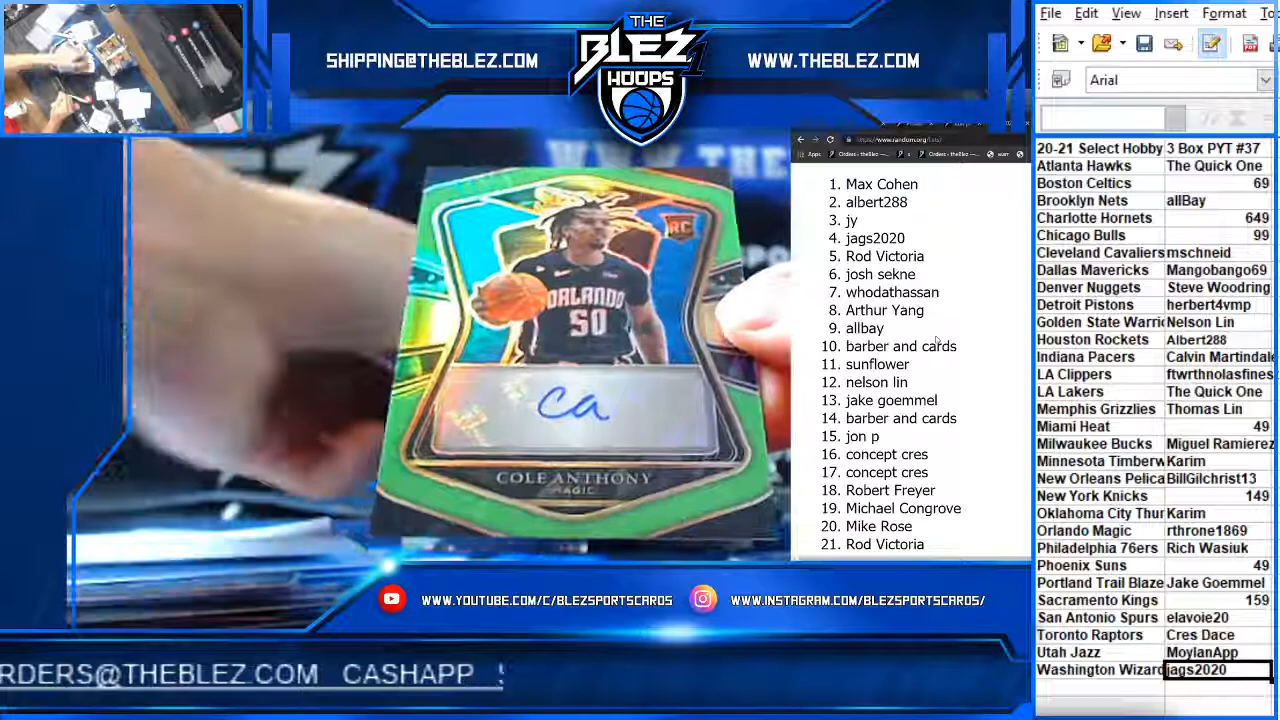 THE
BLEZ
HOOPS
SHIPPING@THEBLEZ.COM
WWW.THEBLEZ.COM
File Edit View Insert Format
Arial
WWW THE
RC
ORLANDO
50
ca
COLE ANTHONY
MAGIC
1. Max Cohen
2. albert288
3. jy
4. jags2020
5. Rod Victoria
6. josh sekne
7. whodathassan
8. Arthur Yang
9. allbay
10. barber and cards
11. sunflower
12. nelson lin
13. jake goemmel
14. barber and cards
15. jon p
16. concept cres
17. concept cres
18. Robert Freyer
19. Michael Congrove
20. Mike Rose
21. Rod Victoria
20-21 Select Hobby 3 Box PYT #37
Atlanta Hawks The Quick One
Boston Celtics 69
Brooklyn Nets allBay
Charlotte Hornets 649
Chicago Bulls 99
Cleveland Cavaliers mschneid
Dallas Mavericks Mangobango69
Denver Nuggets Steve Woodring
Detroit Pistons herbert4vmp
Golden State Warri Nelson Lin
Houston Rockets Albert288
Indiana Pacers Calvin Martindal
LA Clippers ftwrthnolasfines
LA Lakers The Quick One
Memphis Grizzlies Thomas Lin
Miami Heat 49
Milwaukee Bucks Miguel Ramierez
Minnesota Timberw Karim
New Orleans Pelica BillGilchrist13
New York Knicks 149
Oklahoma City Thur Karim
Orlando Magic rthrone1869
Philadelphia 76ers Rich Wasiuk
Phoenix Suns 49
Portland Trail Blaze Jake Goemmel
Sacramento Kings 159
San Antonio Spurs elavoie20
Toronto Raptors Cres Dace
Utah Jazz MoylanApp
Washington Wizard jags2020
WWW.YOUTUBE.COM/C/BLEZSPORTSCARDS
WWW.INSTAGRAM.COM/BLEZSPORTSCARDS/
RDERS@THEBLEZ.COM CASHAPP